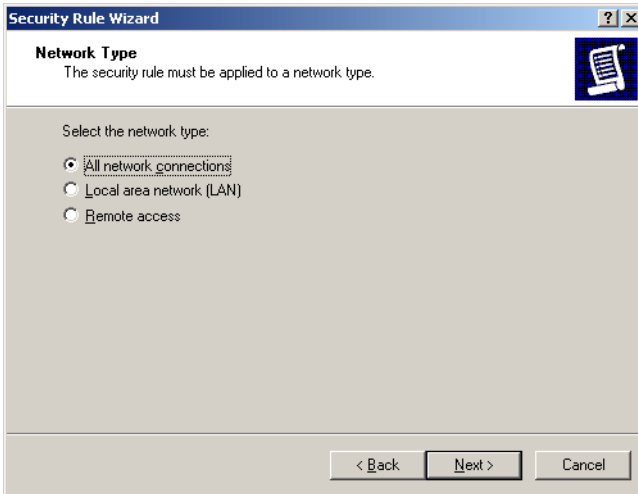 Security Rule Wizard
Network Type
The security rule must be applied to a network type.
Select the network type:
All network connections
Local area network (LAN)
Remote access
< Back Next > Cancel